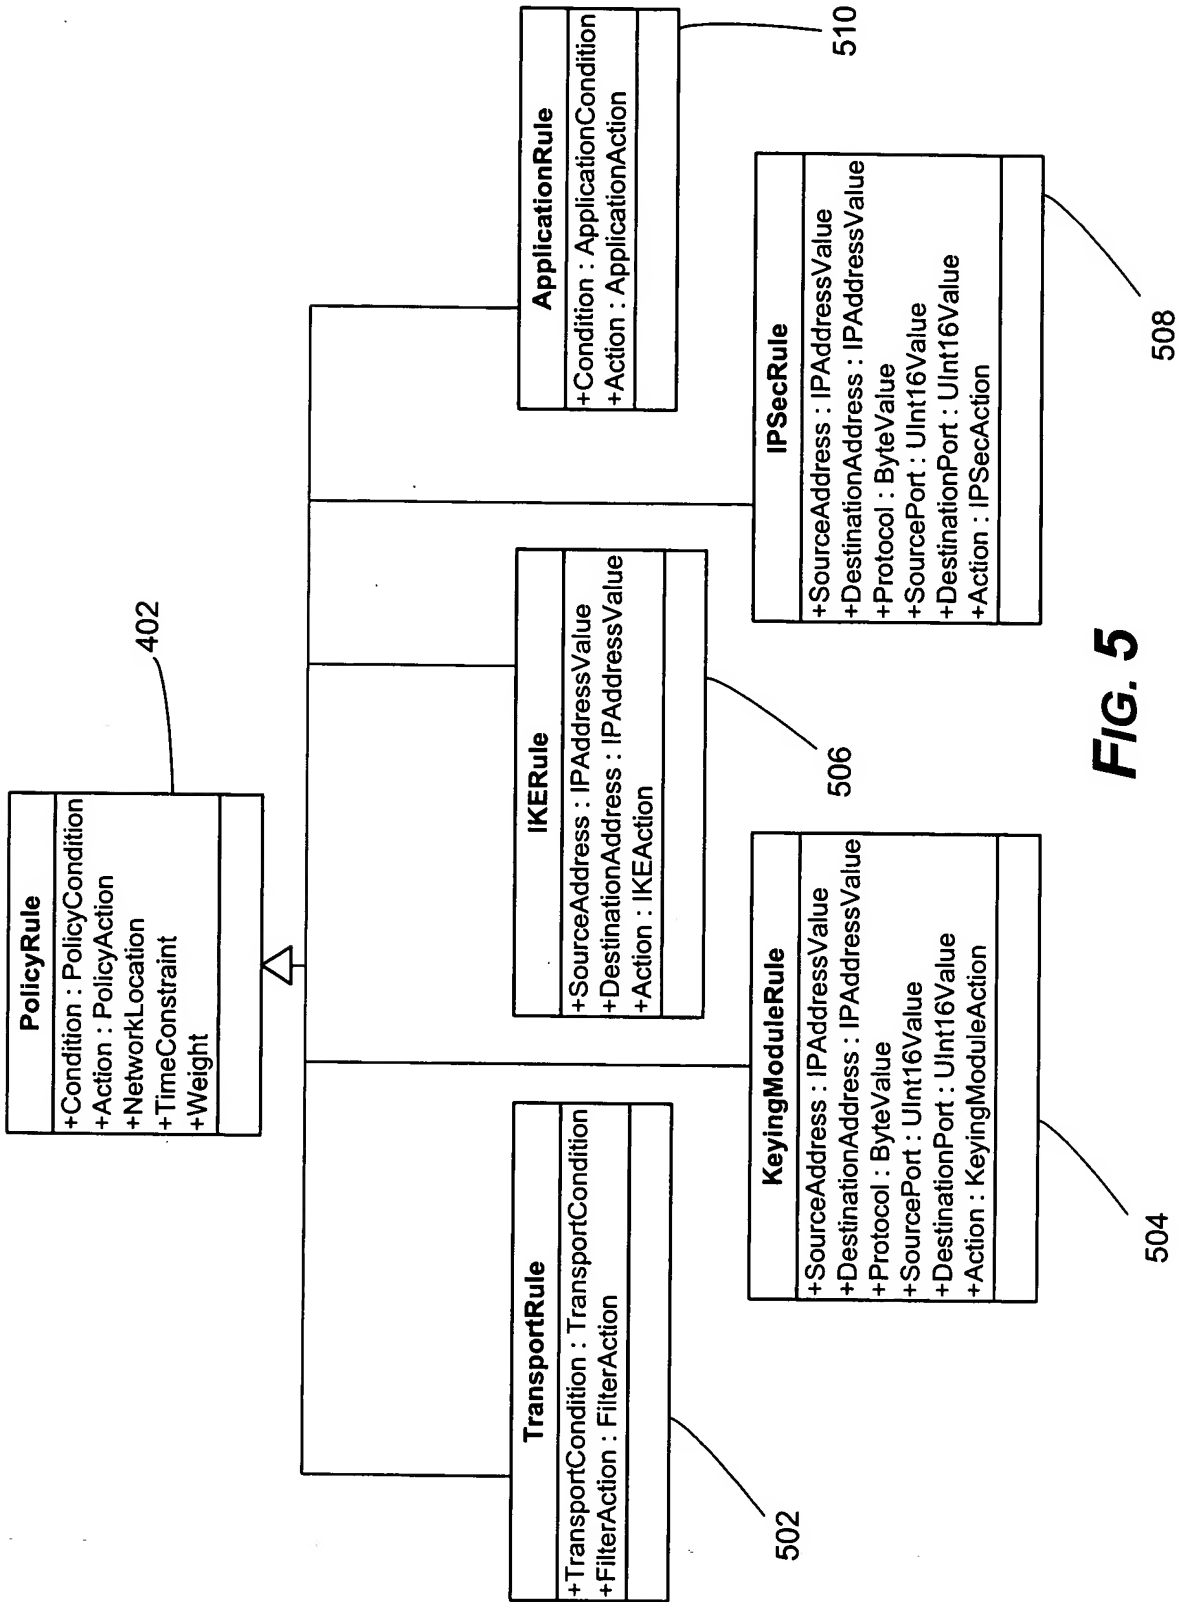 PolicyRule
+Condition : PolicyCondition
+Action : PolicyAction
+NetworkLocation
+TimeConstraint
+Weight
402
TransportRule
+TransportCondition : TransportCondition
+FilterAction : FilterAction
502
IKERule
+SourceAddress : IPAddressValue
+DestinationAddress : IPAddressValue
+Action : IKEAction
506
ApplicationRule
+Condition : ApplicationCondition
+Action : ApplicationAction
510
KeyingModuleRule
+SourceAddress : IPAddressValue
+DestinationAddress : IPAddressValue
+Protocol : ByteValue
+SourcePort : UInt16Value
+DestinationPort : UInt16Value
+Action : KeyingModuleAction
504
IPSecRule
+SourceAddress : IPAddressValue
+DestinationAddress : IPAddressValue
+Protocol : ByteValue
+SourcePort : UInt16Value
+DestinationPort : UInt16Value
+Action : IPSecAction
508
FIG. 5